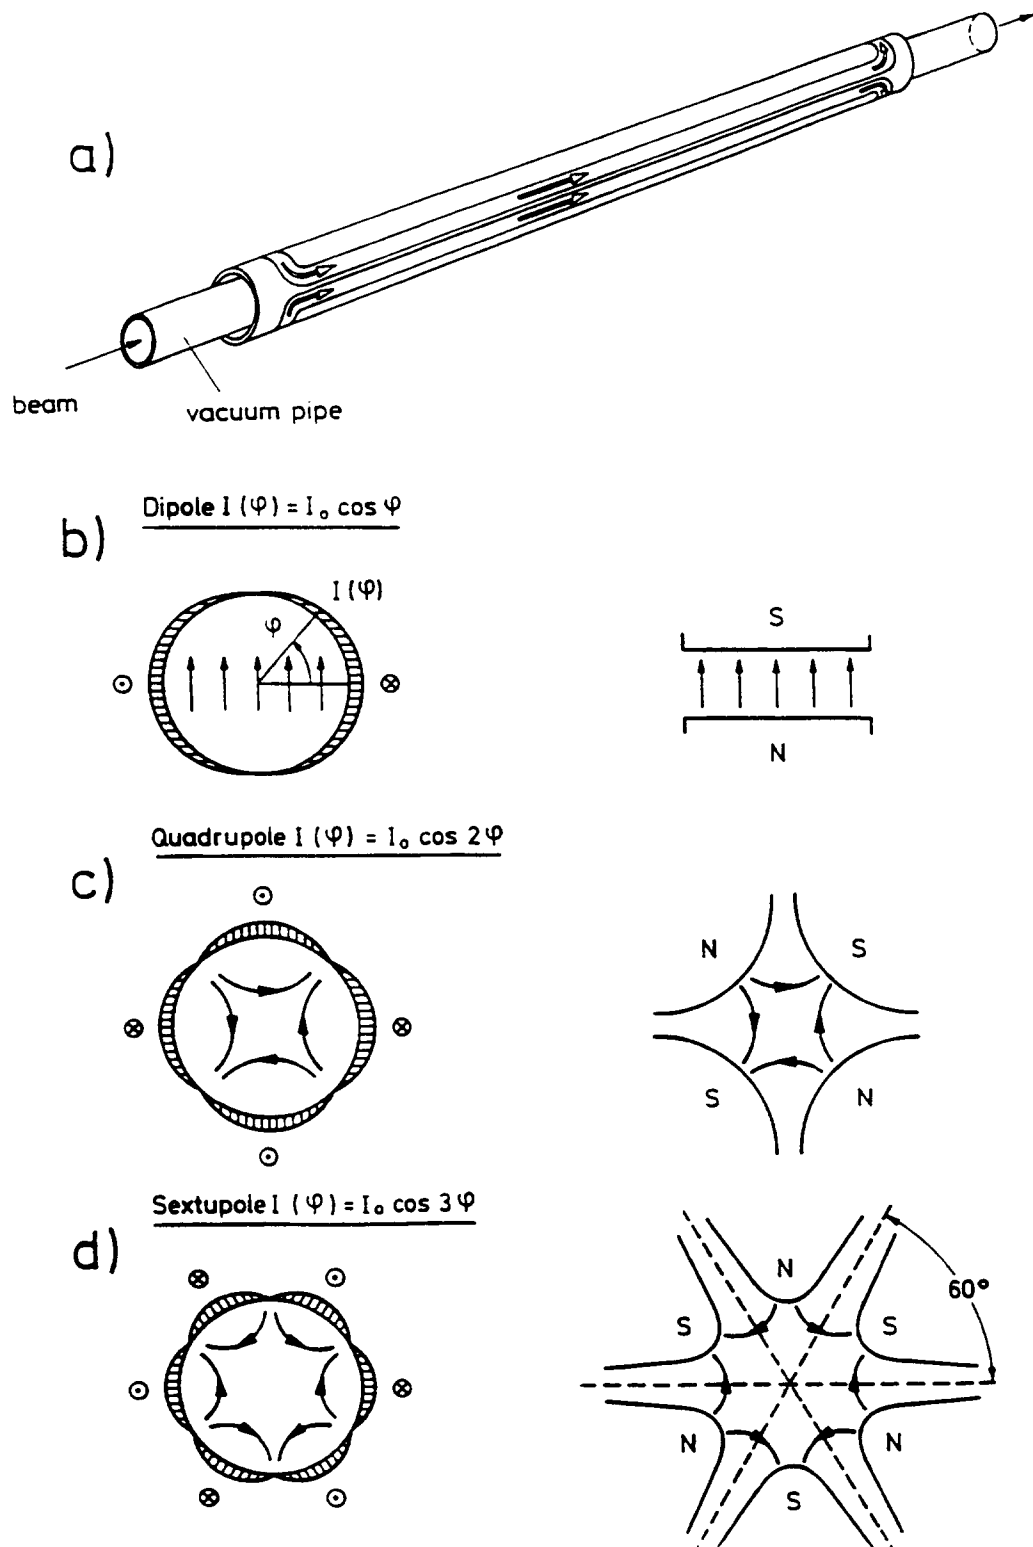 a)
beam
vacuum pipe
Dipole I (φ) = I₀ cos φ
b)
I (φ)
φ
S
N
Quadrupole I (φ) = I₀ cos 2φ
c)
N S
S N
Sextupole I (φ) = I₀ cos 3φ
d)
N
60°
S S
N N
S